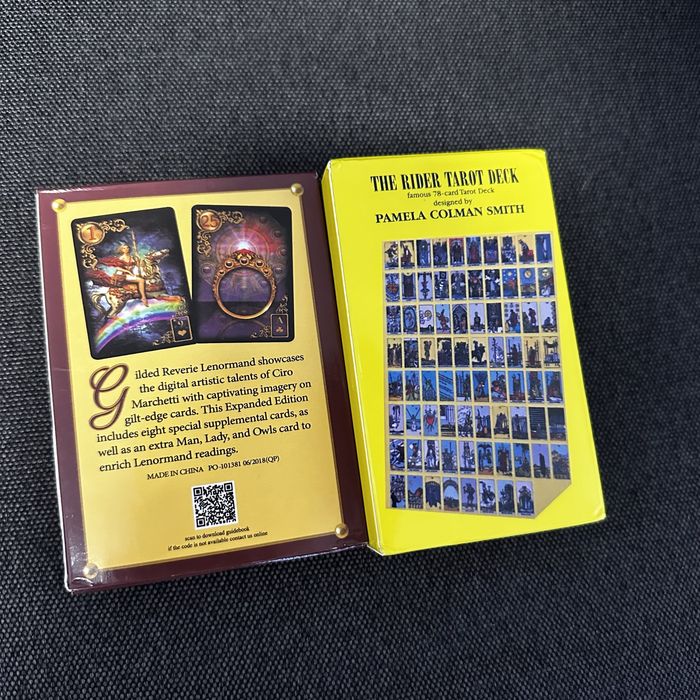 1
25
Gilded Reverie Lenormand showcases
the digital artistic talents of Ciro
Marchetti with captivating imagery on
gilt-edge cards. This Expanded Edition
includes eight special supplemental cards, as
well as an extra Man, Lady, and Owls card to
enrich Lenormand readings.
MADE IN CHINA PO-101381 06/2018(QP)
scan to download guidebook
if the code is not available contact us online
THE RIDER TAROT DECK
famous 78-card Tarot Deck
designed by
PAMELA COLMAN SMITH